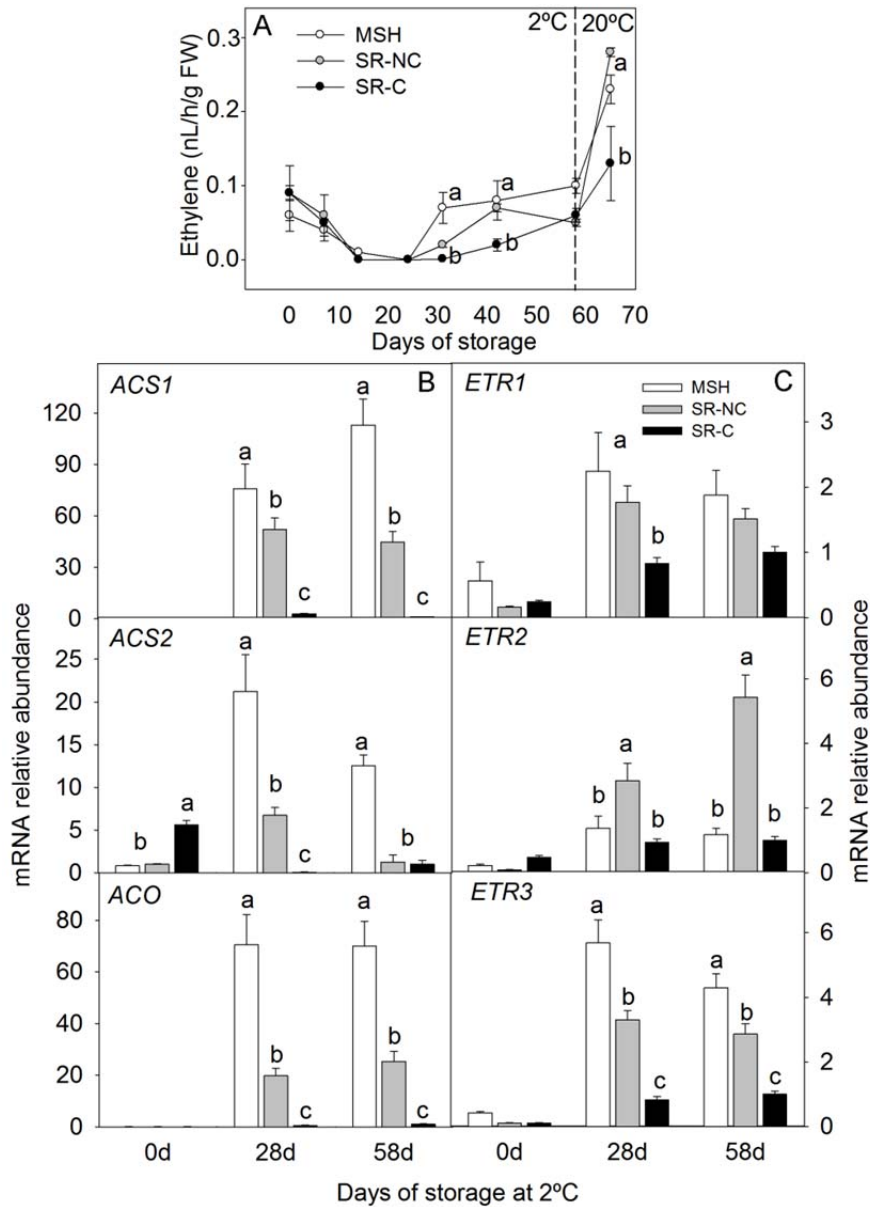 A
2ºC
20ºC
MSH
SR-NC
SR-C
Ethylene (nL/h/g FW)
0.3
0.2
0.1
0.0
a
a
a
b
b
b
0 10 20 30 40 50 60 70
Days of storage
ACS1
B
120
90
60
30
0
a
b
c
a
b
c
ETR1
C
MSH
SR-NC
SR-C
3
2
1
0
a
b
ACS2
25
20
15
10
5
0
b
a
a
b
c
a
b
ETR2
6
4
2
0
b
a
b
b
a
b
ACO
80
60
40
20
0
a
b
c
a
b
c
ETR3
6
4
2
0
a
b
c
a
b
c
mRNA relative abundance
mRNA relative abundance
0d 28d 58d 0d 28d 58d
Days of storage at 2ºC